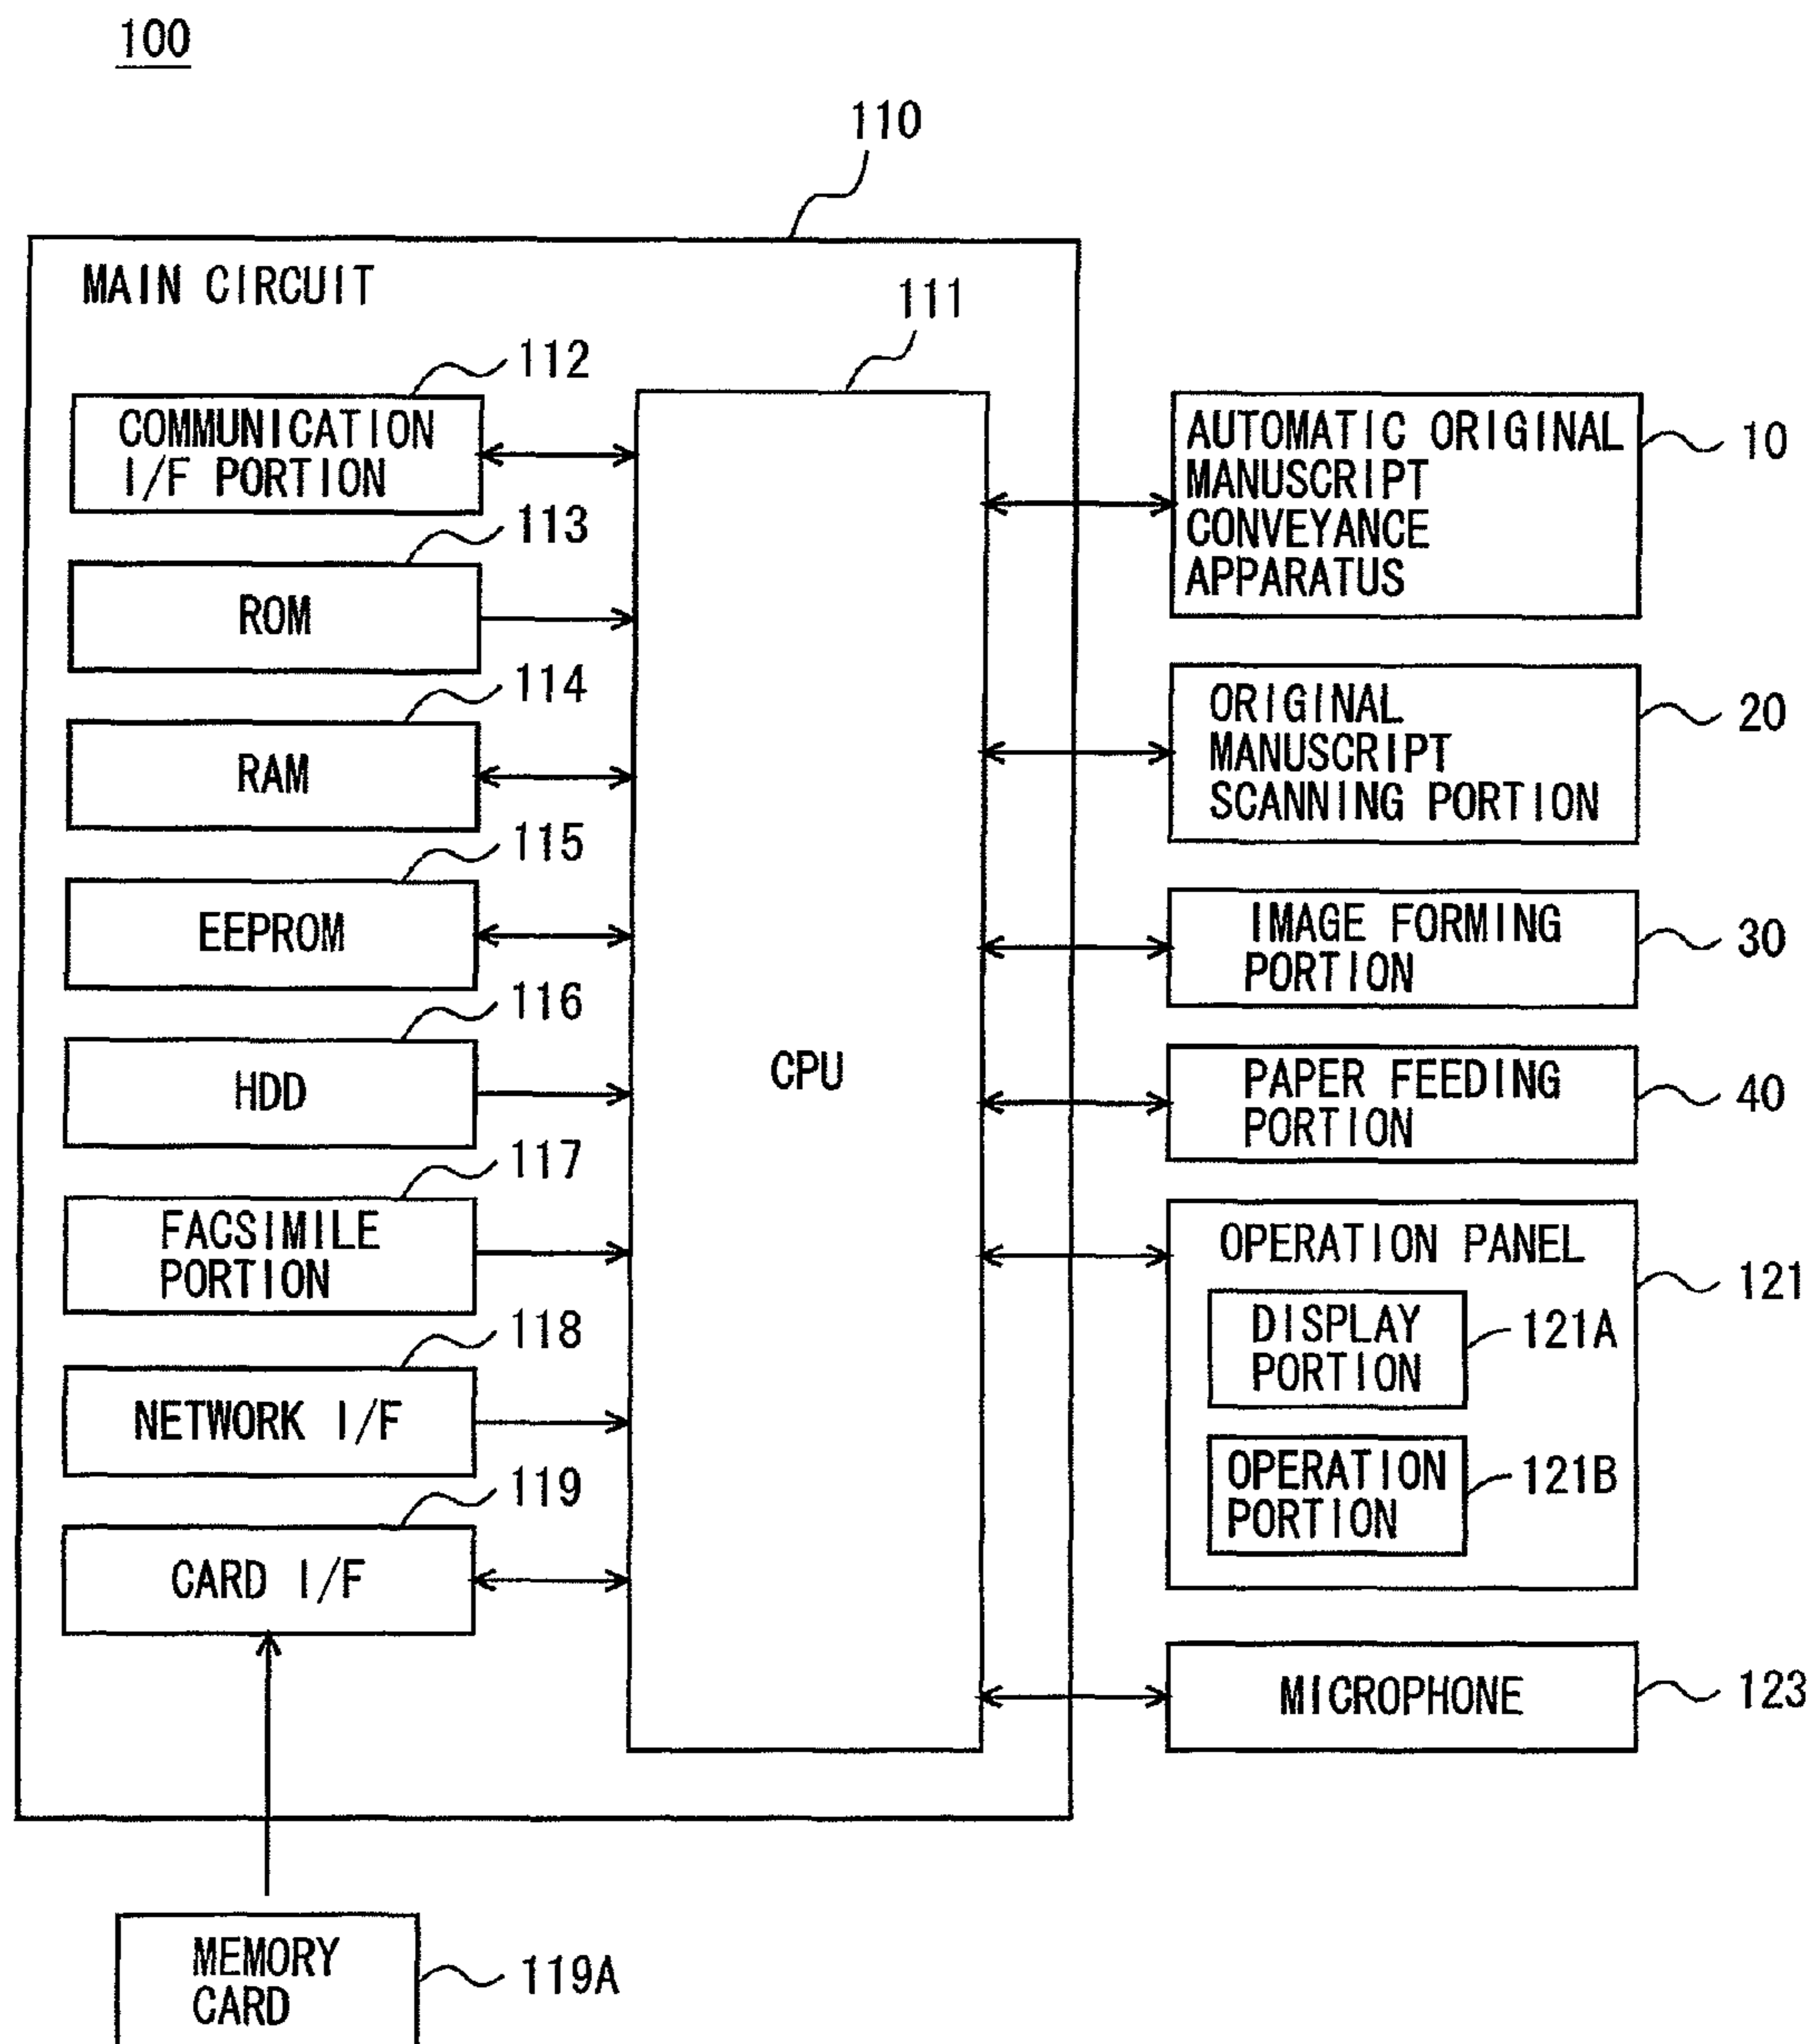 100
110
MAIN CIRCUIT
111
112
COMMUNICATION
I/F PORTION
113
ROM
114
RAM
115
EEPROM
116
HDD
117
FACSIMILE
PORTION
118
NETWORK I/F
119
CARD I/F
CPU
AUTOMATIC ORIGINAL
MANUSCRIPT
CONVEYANCE
APPARATUS
10
ORIGINAL
MANUSCRIPT
SCANNING PORTION
20
IMAGE FORMING
PORTION
30
PAPER FEEDING
PORTION
40
OPERATION PANEL
121
DISPLAY
PORTION
121A
OPERATION
PORTION
121B
MICROPHONE
123
MEMORY
CARD
119A